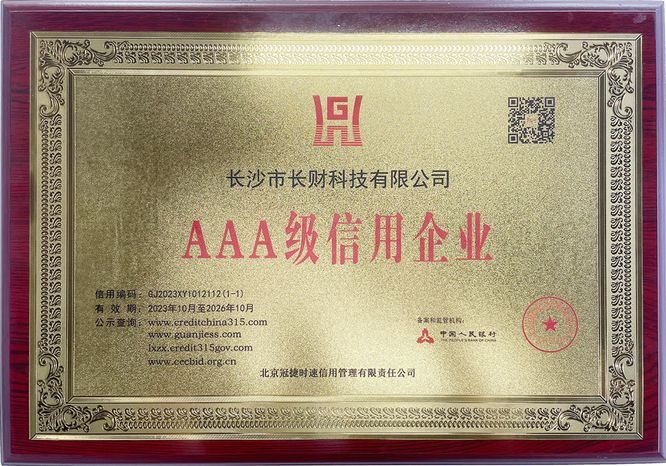 长沙市长财科技有限公司
AAA级信用企业
信用编码：GJ2023XY1012112(1-1)
有 效 期：2023年10月至2026年10月
公示查询：www.creditchina315.com
www.guanjiess.com
lxzx.credit315gov.com
www.cecbid.org.cn
备案和监管机构：
中国人民银行
THE PEOPLE'S BANK OF CHINA
北京冠捷时速信用管理有限责任公司